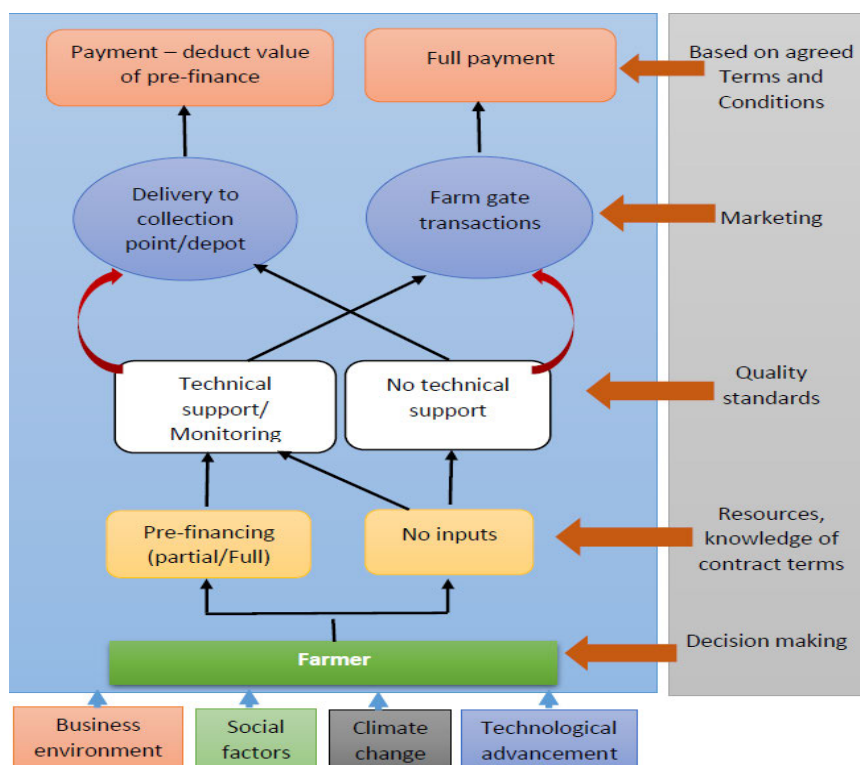 Payment – deduct value
of pre-finance
Full payment
Based on agreed
Terms and
Conditions
Delivery to
collection
point/depot
Farm gate
transactions
Marketing
Technical
support/
Monitoring
No technical
support
Quality
standards
Pre-financing
(partial/Full)
No inputs
Resources,
knowledge of
contract terms
Farmer
Decision making
Business
environment
Social
factors
Climate
change
Technological
advancement